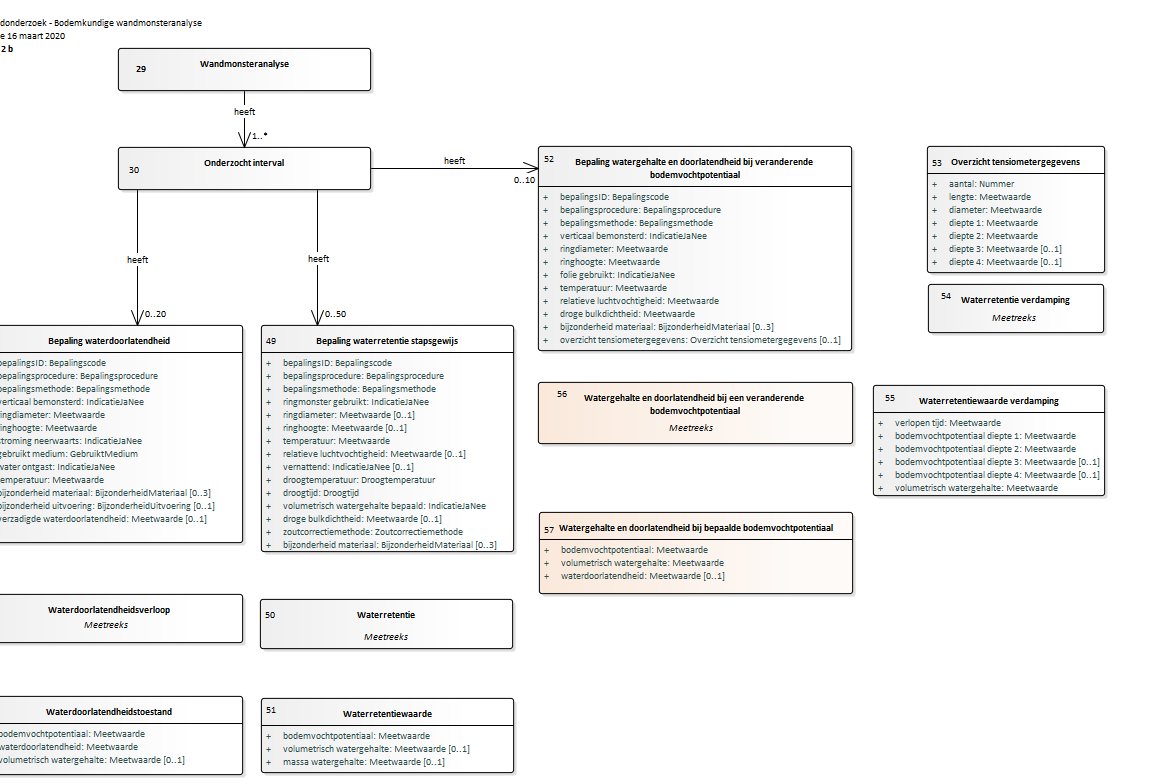 donderzoek - Bodemkundige wandmonsteranalyse
e 16 maart 2020
2 b
29
Wandmonsteranalyse
heeft
1..*
30
Onderzocht interval
heeft
0..10
heeft
0..20
heeft
0..50
52
Bepaling watergehalte en doorlatendheid bij veranderende
bodemvochtpotentiaal
+ bepalingsID: Bepalingscode
+ bepalingsprocedure: Bepalingsprocedure
+ bepalingsmethode: Bepalingsmethode
+ verticaal bemonsterd: IndicatieJaNee
+ ringdiameter: Meetwaarde
+ ringhoogte: Meetwaarde
+ folie gebruikt: IndicatieJaNee
+ temperatuur: Meetwaarde
+ relatieve luchtvochtigheid: Meetwaarde
+ droge bulkdichtheid: Meetwaarde
+ bijzonderheid materiaal: BijzonderheidMateriaal [0..3]
+ overzicht tensiometergegevens: Overzicht tensiometergegevens [0..1]
53
Overzicht tensiometergegevens
+ aantal: Nummer
+ lengte: Meetwaarde
+ diameter: Meetwaarde
+ diepte 1: Meetwaarde
+ diepte 2: Meetwaarde
+ diepte 3: Meetwaarde [0..1]
+ diepte 4: Meetwaarde [0..1]
54
Waterretentie verdamping
Meetreeks
Bepaling waterdoorlatendheid
bepalingsID: Bepalingscode
bepalingsprocedure: Bepalingsprocedure
bepalingsmethode: Bepalingsmethode
verticaal bemonsterd: IndicatieJaNee
ringdiameter: Meetwaarde
ringhoogte: Meetwaarde
stroming neerwaarts: IndicatieJaNee
gebruikt medium: GebruiktMedium
water ontgast: IndicatieJaNee
temperatuur: Meetwaarde
bijzonderheid materiaal: BijzonderheidMateriaal [0..3]
bijzonderheid uitvoering: BijzonderheidUitvoering [0..1]
verzadigde waterdoorlatendheid: Meetwaarde [0..1]
49
Bepaling waterretentie stapsgewijs
+ bepalingsID: Bepalingscode
+ bepalingsprocedure: Bepalingsprocedure
+ bepalingsmethode: Bepalingsmethode
+ ringmonster gebruikt: IndicatieJaNee
+ ringdiameter: Meetwaarde [0..1]
+ ringhoogte: Meetwaarde [0..1]
+ temperatuur: Meetwaarde
+ relatieve luchtvochtigheid: Meetwaarde [0..1]
+ vernattend: IndicatieJaNee [0..1]
+ droogtemperatuur: Droogtemperatuur
+ droogtijd: Droogtijd
+ volumetrisch watergehalte bepaald: IndicatieJaNee
+ droge bulkdichtheid: Meetwaarde [0..1]
+ zoutcorrectiemethode: Zoutcorrectiemethode
+ bijzonderheid materiaal: BijzonderheidMateriaal [0..3]
56
Watergehalte en doorlatendheid bij een veranderende
bodemvochtpotentiaal
Meetreeks
55
Waterretentiewaarde verdamping
+ verlopen tijd: Meetwaarde
+ bodemvochtpotentiaal diepte 1: Meetwaarde
+ bodemvochtpotentiaal diepte 2: Meetwaarde
+ bodemvochtpotentiaal diepte 3: Meetwaarde [0..1]
+ bodemvochtpotentiaal diepte 4: Meetwaarde [0..1]
+ volumetrisch watergehalte: Meetwaarde
57
Watergehalte en doorlatendheid bij bepaalde bodemvochtpotentiaal
+ bodemvochtpotentiaal: Meetwaarde
+ volumetrisch watergehalte: Meetwaarde
+ waterdoorlatendheid: Meetwaarde [0..1]
Waterdoorlatendheidsverloop
Meetreeks
50
Waterretentie
Meetreeks
Waterdoorlatendheidstoestand
bodemvochtpotentiaal: Meetwaarde
waterdoorlatendheid: Meetwaarde
volumetrisch watergehalte: Meetwaarde [0..1]
51
Waterretentiewaarde
+ bodemvochtpotentiaal: Meetwaarde
+ volumetrisch watergehalte: Meetwaarde [0..1]
+ massa watergehalte: Meetwaarde [0..1]